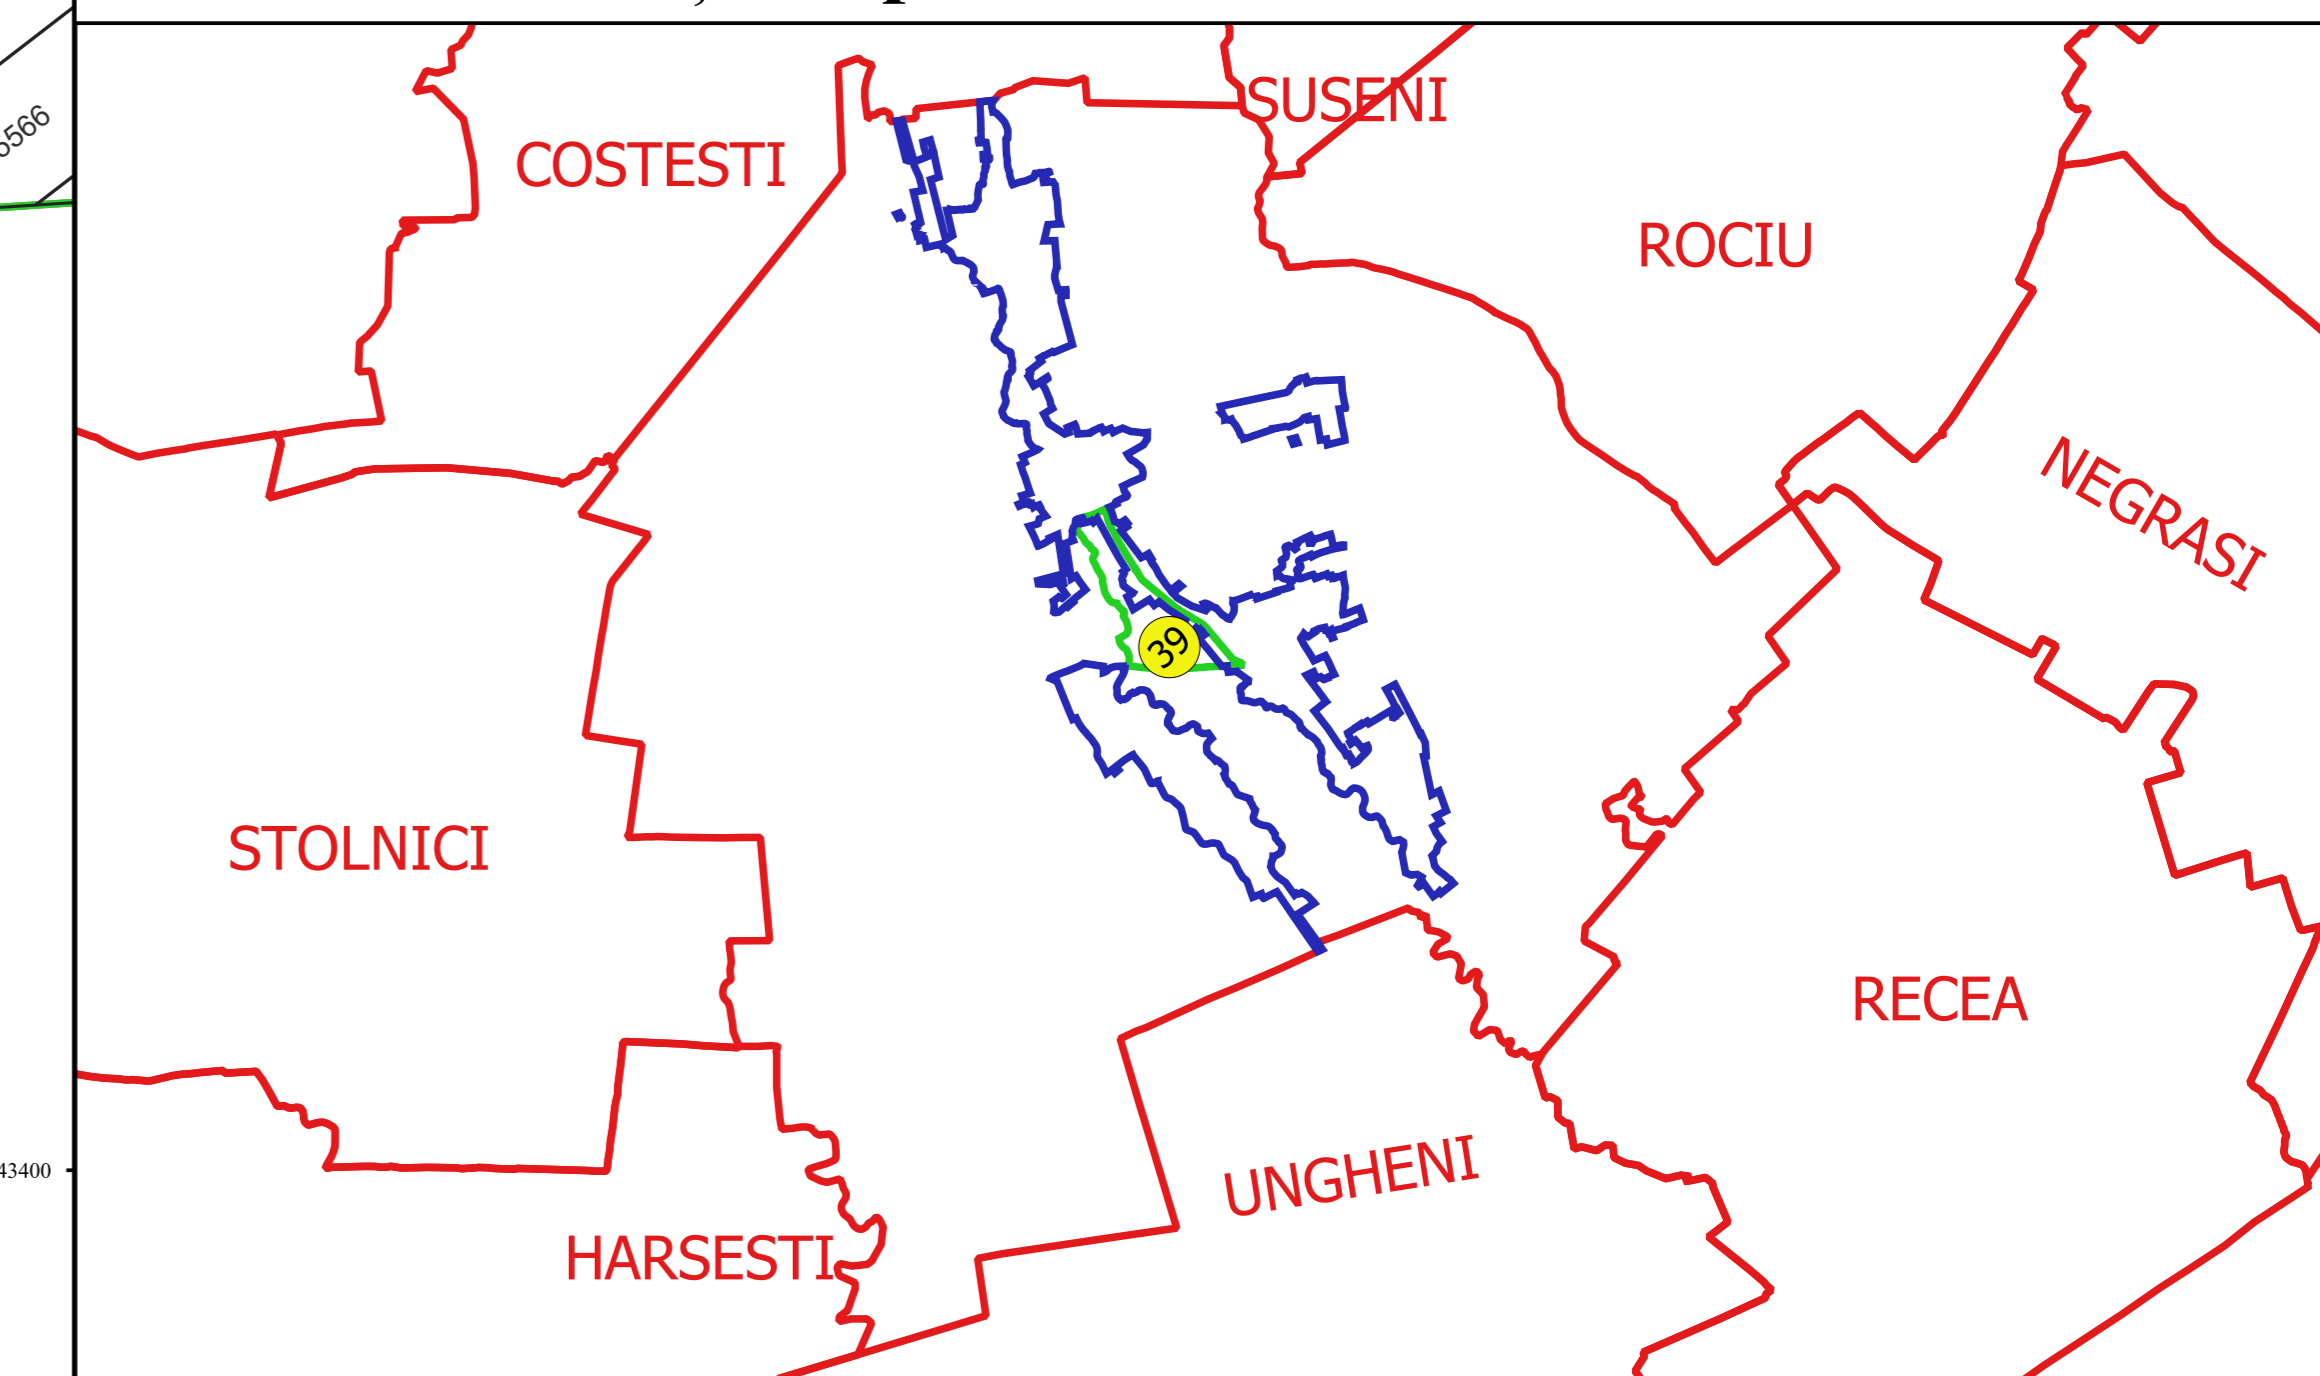 SUSENI
5566
COSTESTI
ROCIU
NEGRASI
39
STOLNICI
RECEA
43400
UNGHENI
HARSESTI